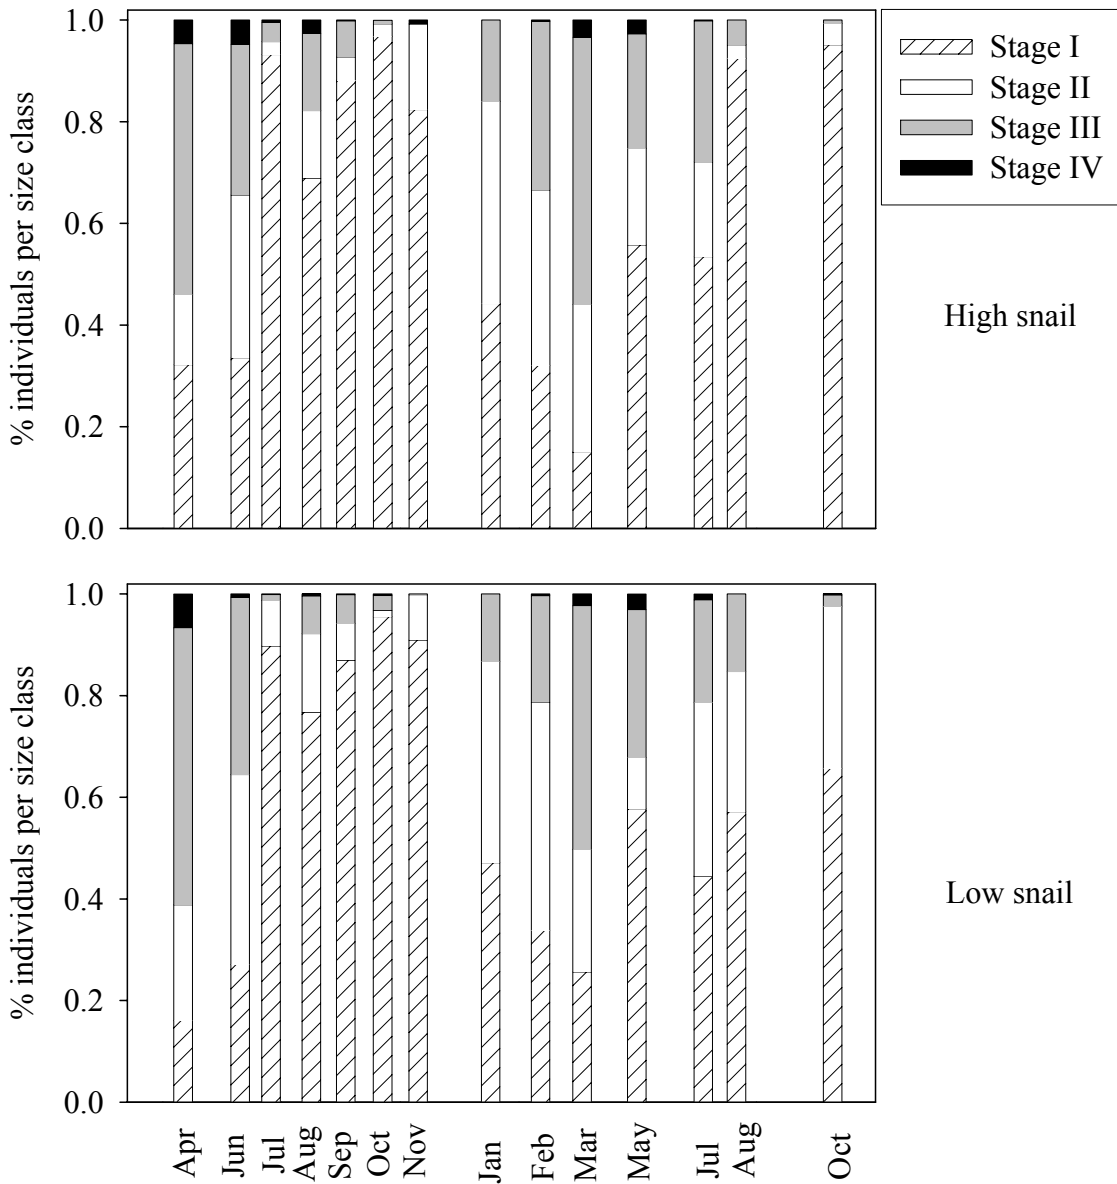 1.0
0.8
0.6
0.4
0.2
0.0
% individuals per size class
Stage I
Stage II
Stage III
Stage IV
High snail
1.0
0.8
0.6
0.4
0.2
0.0
% individuals per size class
Low snail
Apr
Jun
Jul
Aug
Sep
Oct
Nov
Jan
Feb
Mar
May
Jul
Aug
Oct